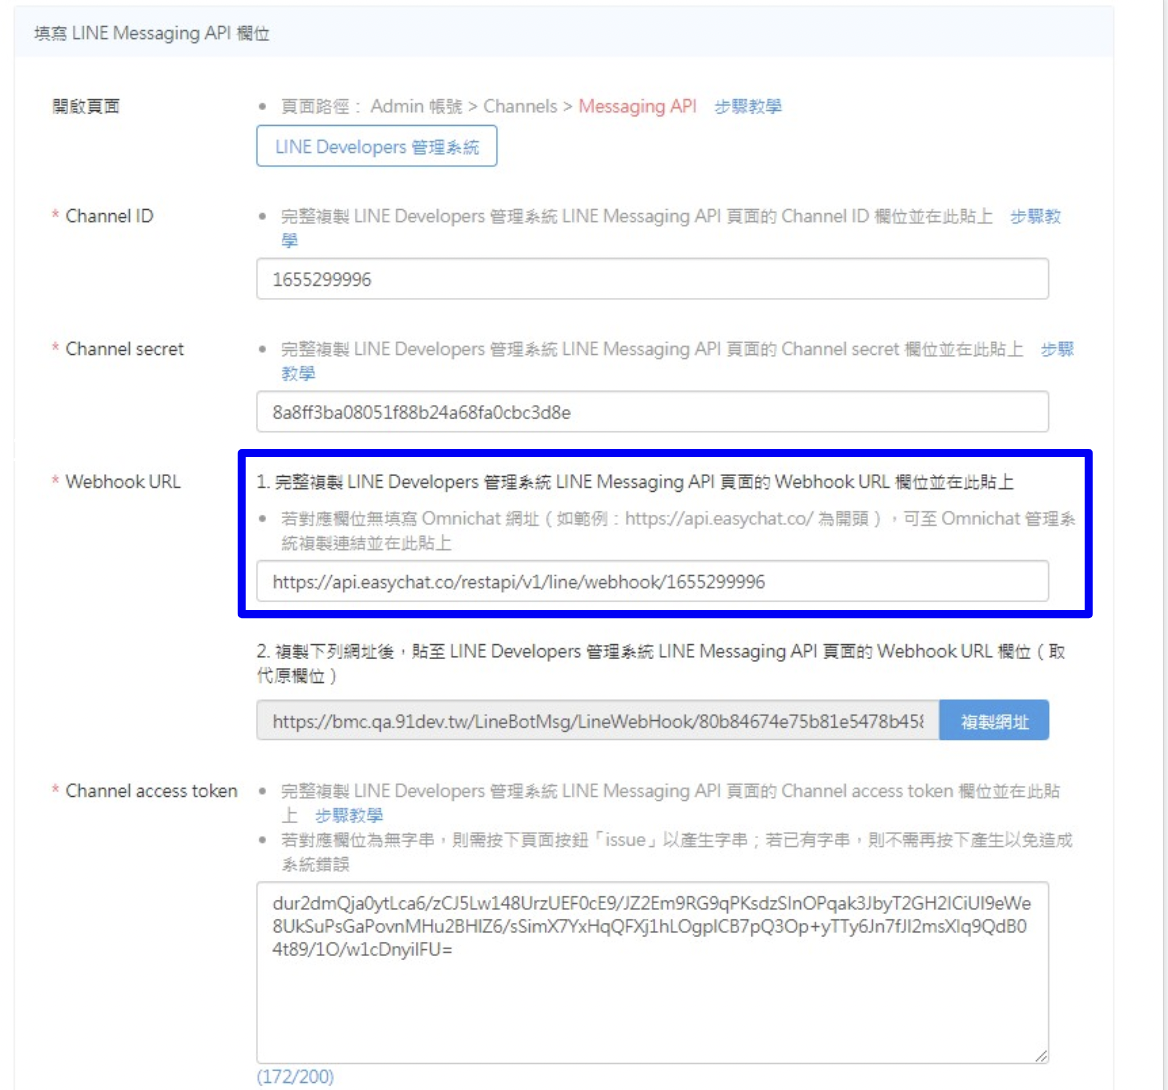 填寫 LINE Messaging API 欄位
開啟頁面
• 頁面路徑： Admin 帳號 > Channels > Messaging API 步驟教學
LINE Developers 管理系統
* Channel ID
• 完整複製 LINE Developers 管理系統 LINE Messaging API 頁面的 Channel ID 欄位並在此貼上 步驟教
學
1655299996
* Channel secret
• 完整複製 LINE Developers 管理系統 LINE Messaging API 頁面的 Channel secret 欄位並在此貼上 步驟
教學
8a8ff3ba08051f88b24a68fa0cbc3d8e
* Webhook URL
1. 完整複製 LINE Developers 管理系統 LINE Messaging API 頁面的 Webhook URL 欄位並在此貼上
• 若對應欄位無填寫 Omnichat 網址（如範例：https://api.easychat.co/ 為開頭），可至 Omnichat 管理系
統複製連結並在此貼上
https://api.easychat.co/restapi/v1/line/webhook/1655299996
2. 複製下列網址後，貼至 LINE Developers 管理系統 LINE Messaging API 頁面的 Webhook URL 欄位（取
代原欄位）
https://bmc.qa.91dev.tw/LineBotMsg/LineWebHook/80b84674e75b81e5478b458
複製網址
* Channel access token
• 完整複製 LINE Developers 管理系統 LINE Messaging API 頁面的 Channel access token 欄位並在此貼
上 步驟教學
• 若對應欄位為無字串，則需按下頁面按鈕「issue」以產生字串；若已有字串，則不需再按下產生以免造成
系統錯誤
dur2dmQja0ytLca6/zCJ5Lw148UrzUEF0cE9/JZ2Em9RG9qPKsdzSlnOPqak3JbyT2GH2ICiUl9eWe
8UkSuPsGaPovnMHu2BHIZ6/sSimX7YxHqQFXj1hLOgplCB7pQ3Op+yTTy6Jn7fJI2msXlq9QdB0
4t89/1O/w1cDnyilFU=
(172/200)